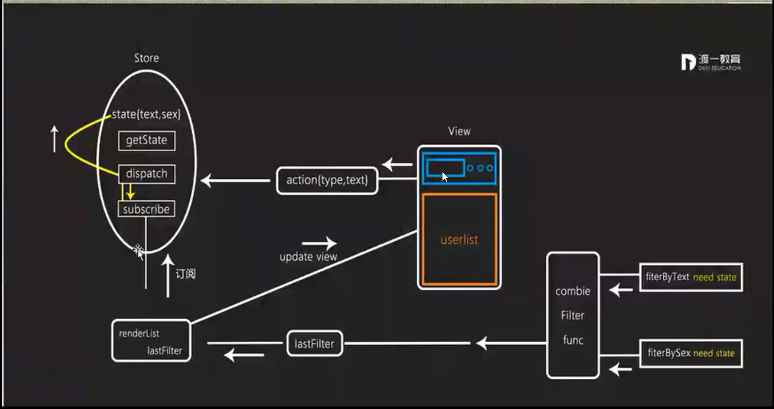 Store
渡一教育
DUYI EDUCATION
state{text,sex}
getState
dispatch
subscribe
订阅
View
action{type,text}
userlist
update view
renderList
lastFilter
lastFilter
combie
Filter
func
fiterByText need state
fiterBySex need state